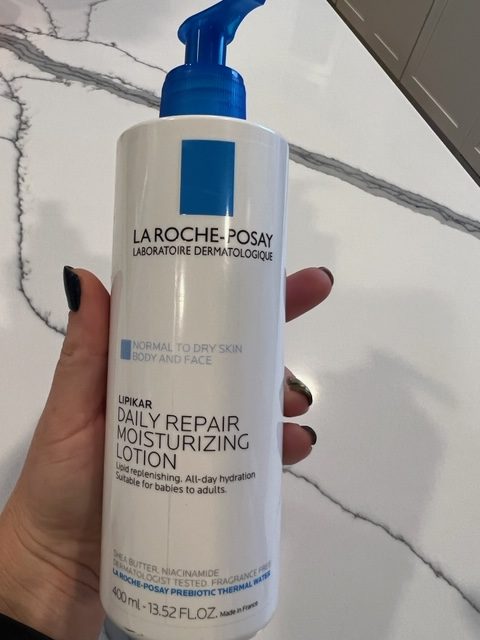 LA ROCHE-POSAY
LABORATOIRE DERMATOLOGIQUE
NORMAL TO DRY SKIN
BODY AND FACE
LIPIKAR
DAILY REPAIR
MOISTURIZING
LOTION
Lipid replenishing. All-day hydration
Suitable for babies to adults.
SHEA BUTTER, NIACINAMIDE
DERMATOLOGIST TESTED. FRAGRANCE FREE
LA ROCHE-POSAY PREBIOTIC THERMAL WATER
400 ml - 13.52 FL.OZ. Made in France